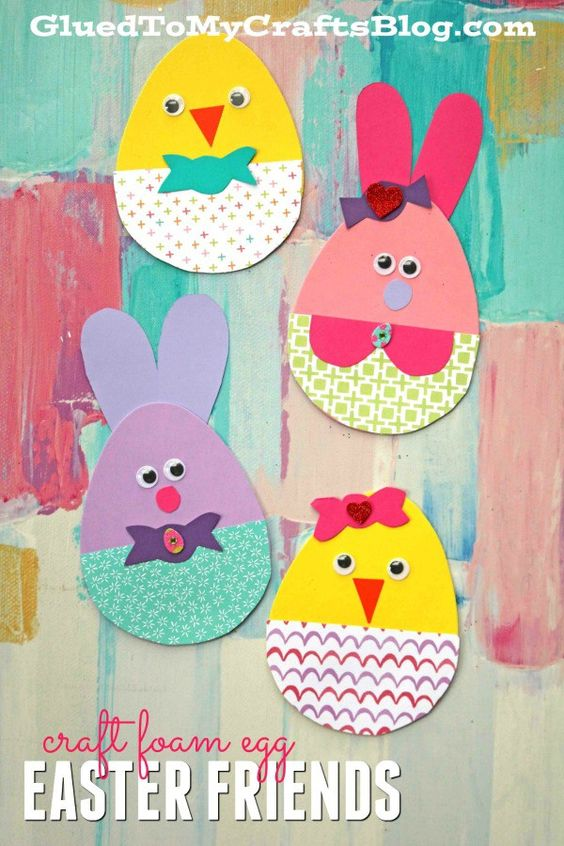 GluedToMyCraftsBlog.com
craft foam egg
EASTER FRIENDS